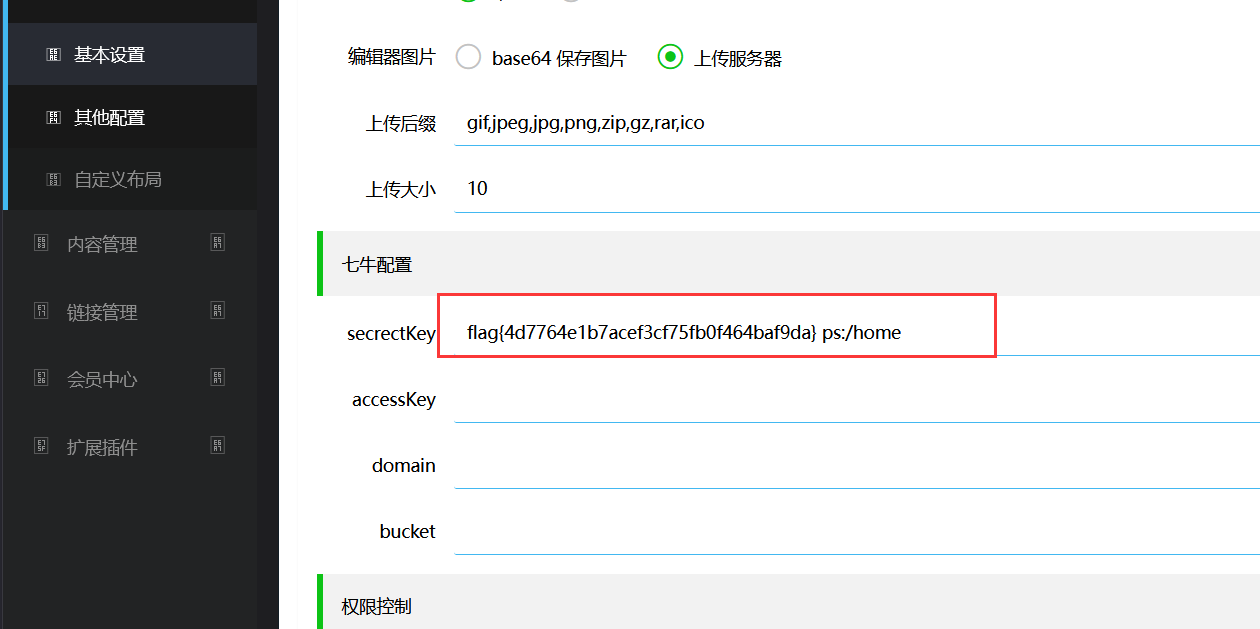 基本设置
其他配置
自定义布局
内容管理
链接管理
会员中心
扩展插件
编辑器图片 base64 保存图片 上传服务器
上传后缀 gif,jpeg,jpg,png,zip,gz,rar,ico
上传大小 10
七牛配置
secrectKey flag{4d7764e1b7acef3cf75fb0f464baf9da} ps:/home
accessKey
domain
bucket
权限控制